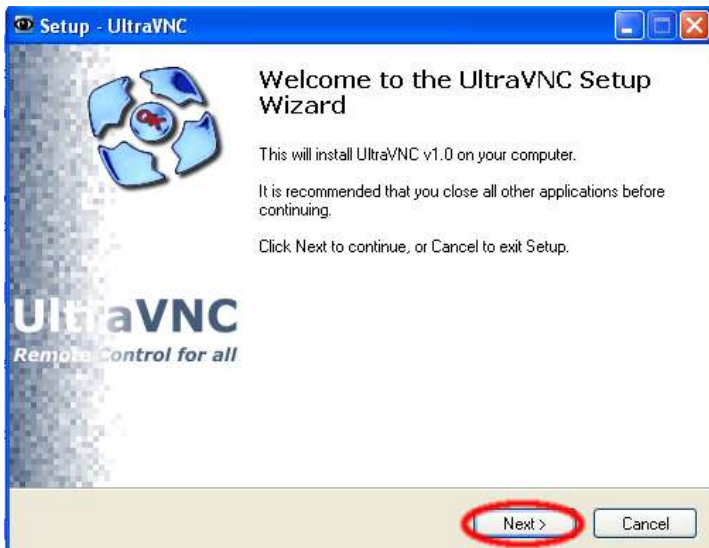 Setup - UltraVNC
OK
Welcome to the UltraVNC Setup
Wizard
This will install UltraVNC v1.0 on your computer.
It is recommended that you close all other applications before
continuing.
Click Next to continue, or Cancel to exit Setup.
UltraVNC
Remote Control for all
Next >
Cancel